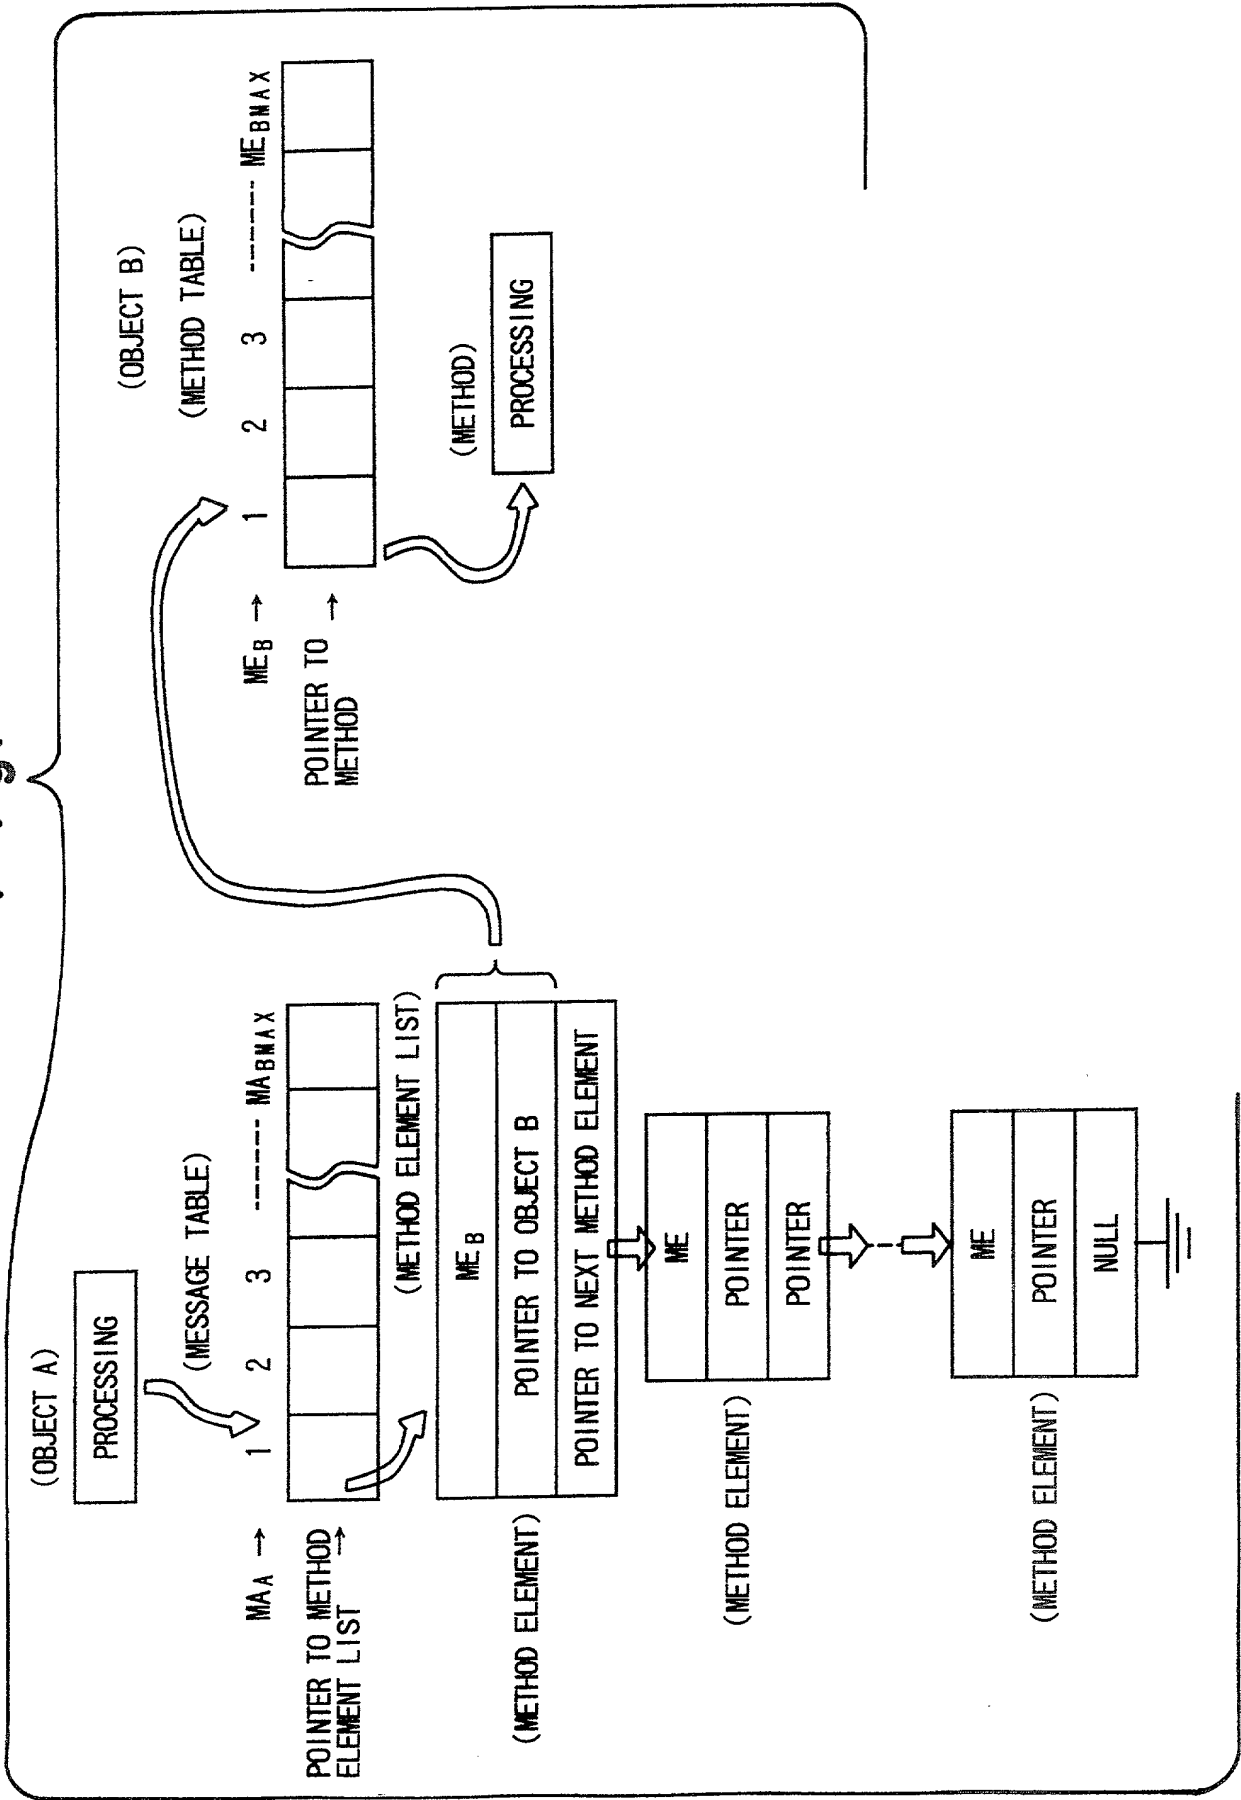 (OBJECT A)
PROCESSING
(MESSAGE TABLE)
MA_A → 1 2 3 ------- MA_BMAX
POINTER TO METHOD →
ELEMENT LIST
(METHOD ELEMENT LIST)
(METHOD ELEMENT)
ME_B
POINTER TO OBJECT B
POINTER TO NEXT METHOD ELEMENT
(METHOD ELEMENT)
ME
POINTER
POINTER
(METHOD ELEMENT)
ME
POINTER
NULL
(OBJECT B)
(METHOD TABLE)
ME_B → 1 2 3 ------- ME_BMAX
POINTER TO →
METHOD
(METHOD)
PROCESSING